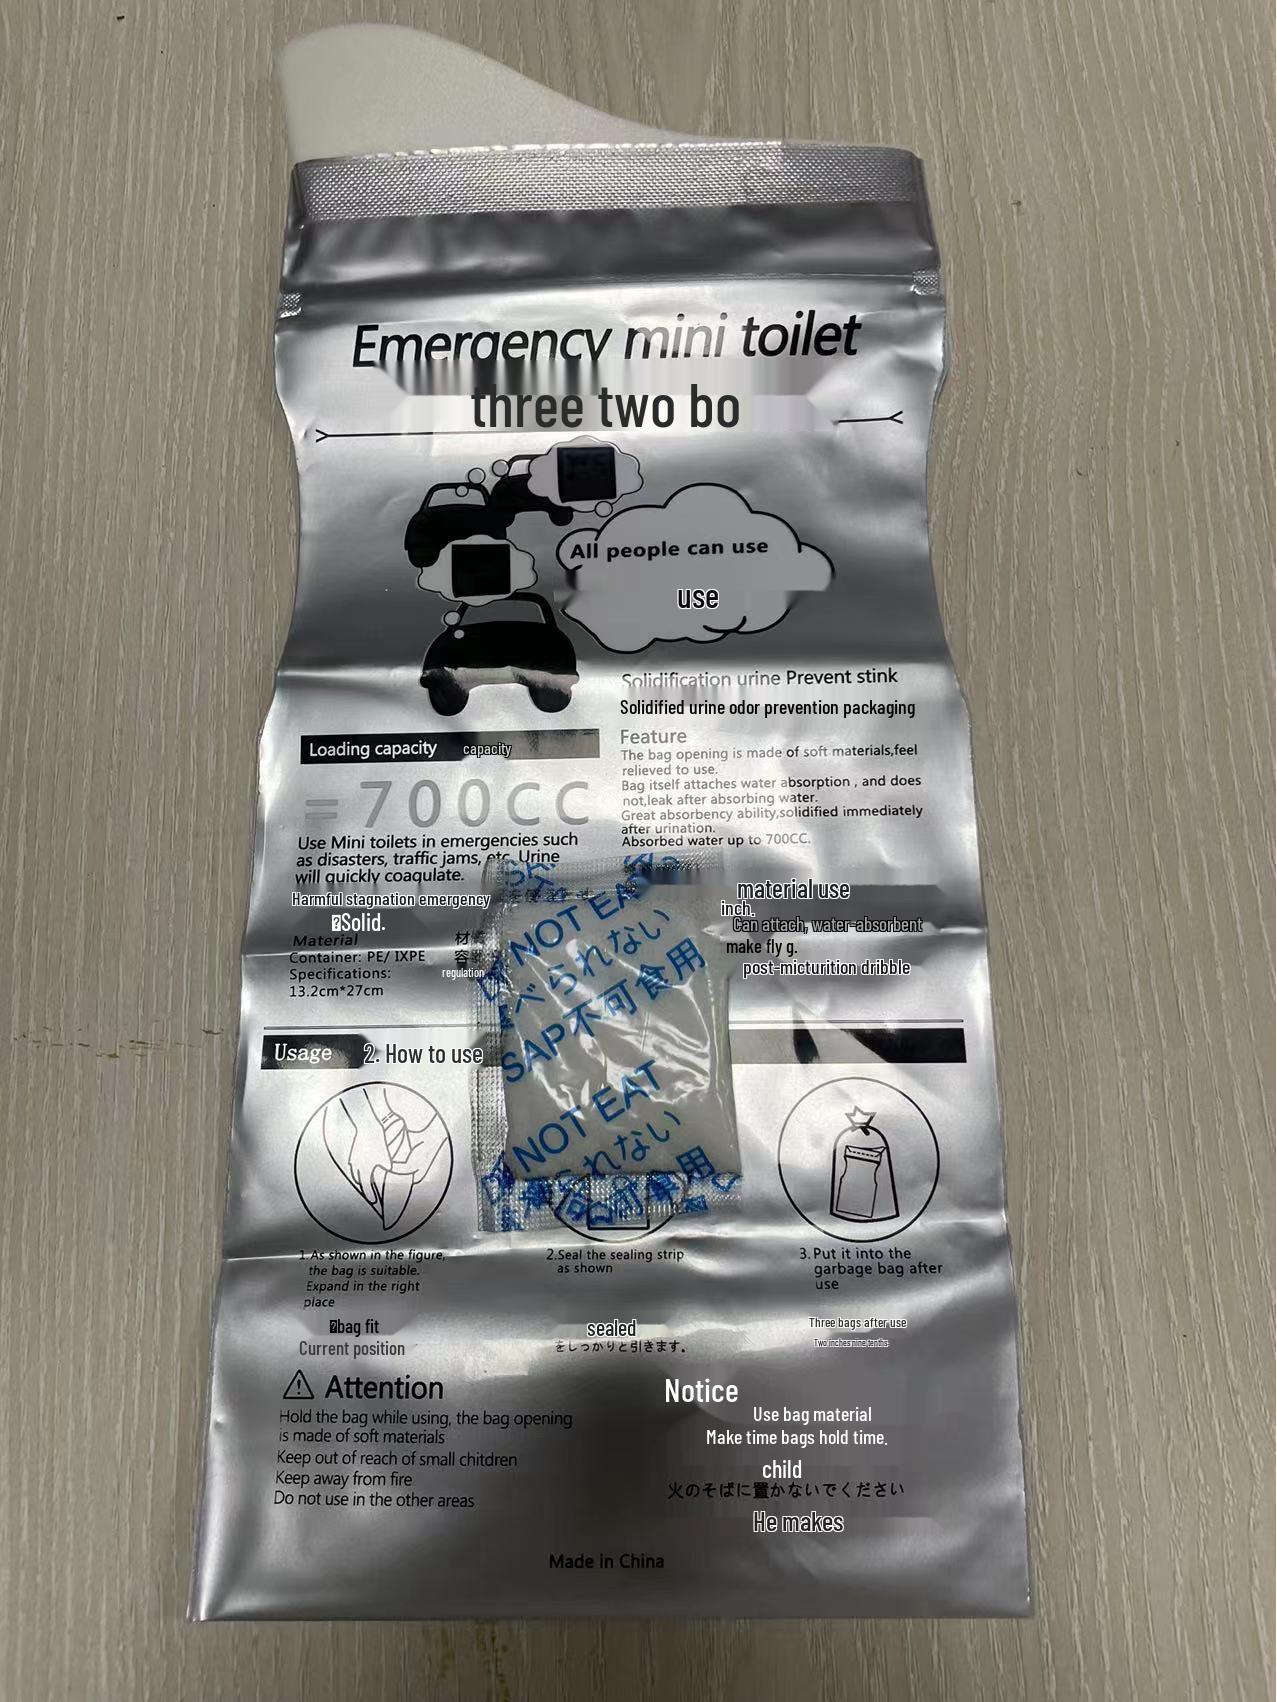 Emergency mini toilet
three two bo
All people can use
use
Solidification urine Prevent stink
Solidified urine odor prevention packaging
Loading capacity capacity
=700CC
Use Mini toilets in emergencies such
as disasters, traffic jams, etc. Urine
will quickly coagulate.
Harmful stagnation emergency
Solid.
Feature
The bag opening is made of soft materials,feel
relieved to use.
Bag itself attaches water absorption , and does
not,leak after absorbing water.
Great absorbency ability,solidified immediately
after urination.
Absorbed water up to 700CC.
material use
inch.
Can attach, water-absorbent
make fly g.
post-micturition dribble
Material
Container: PE/ IXPE
Specifications:
13.2cm*27cm
材
容
regulation
NOT EA
べられない
SAP不可食用
NOT EAT
られない
用
Usage 2. How to use
1.As shown in the figure,
the bag is suitable.
Expand in the right
place
bag fit
Current position
2.Seal the sealing strip
as shown
sealed
をしっかりと引きます。
3.Put it into the
garbage bag after
use
Three bags after use
Two inches nine-tenths
Attention
Hold the bag while using, the bag opening
is made of soft materials
Keep out of reach of small chitdren
Keep away from fire
Do not use in the other areas
Notice
Use bag material
Make time bags hold time.
child
火のそばに置かないでください
He makes
Made in China